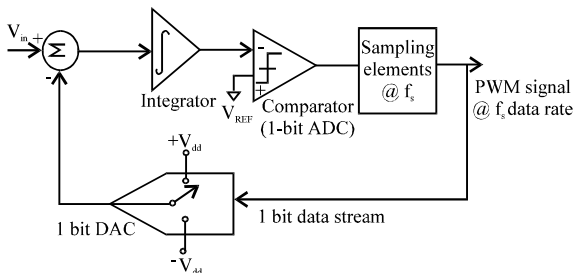 V_in
+
Σ
-
∫
Integrator
-
+
V_REF
Comparator
(1-bit ADC)
Sampling
elements
@ f_s
PWM signal
@ f_s data rate
+V_dd
1 bit DAC
1 bit data stream
-V_dd